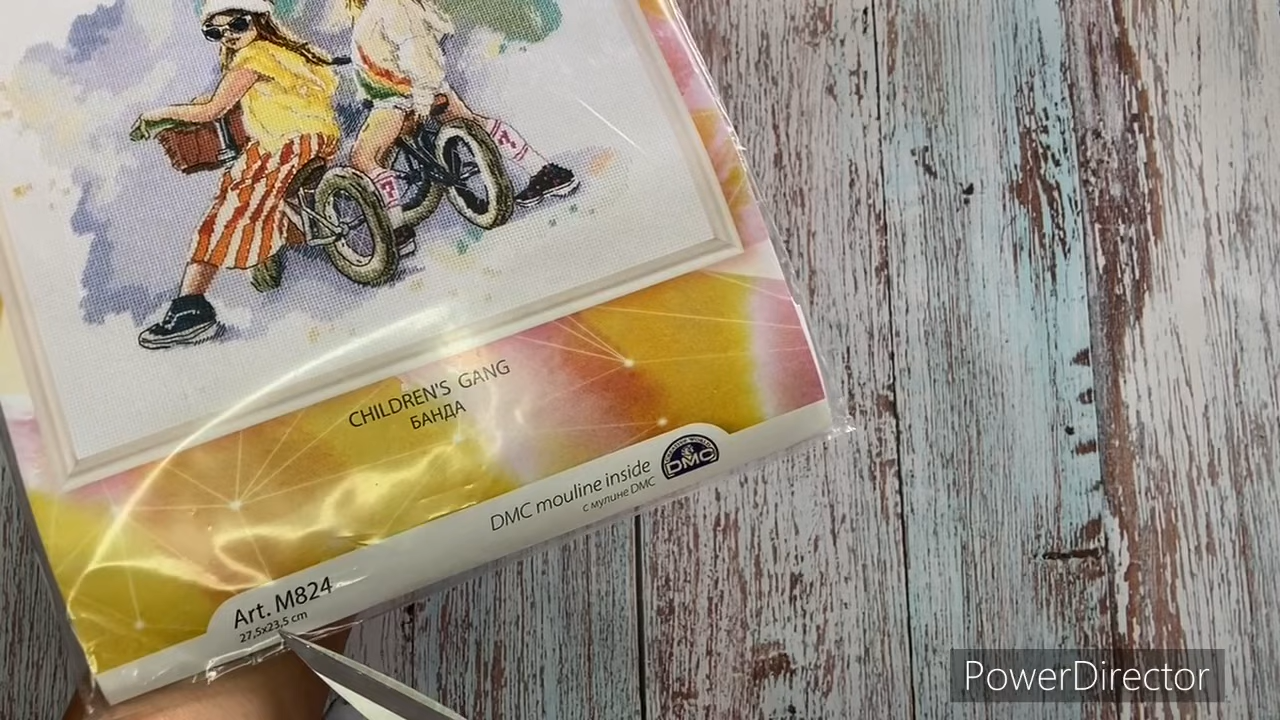 CHILDREN'S GANG
БАНДА
DMC mouline inside
с мулине DMC
DMC
Art. M824
27,5x23,5 cm
PowerDirector